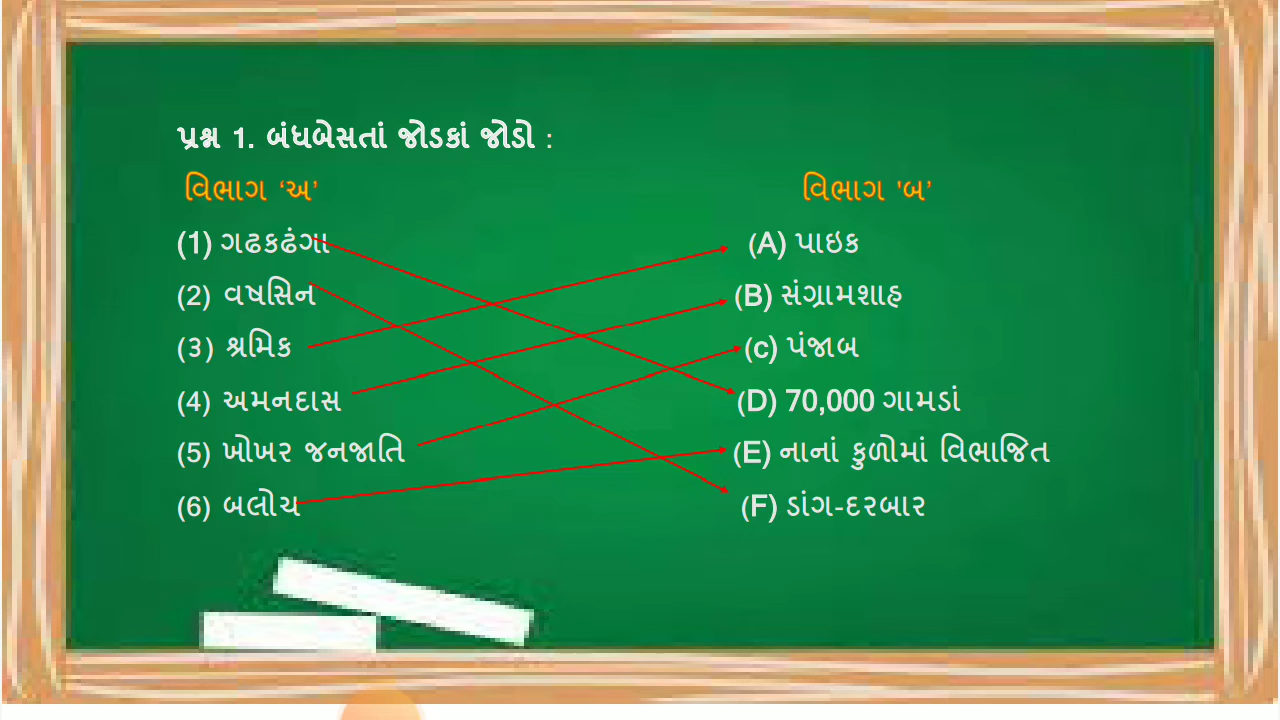 પ્રશ્ન 1. બંધબેસતાં જોડકાં જોડો :
વિભાગ ‘અ’ વિભાગ 'બ’
(1) ગઢકઢંગા (A) પાઇક
(2) વષસિન (B) સંગ્રામશાહ
(૩) શ્રમિક (c) પંજાબ
(4) અમનદાસ (D) 70,000 ગામડાં
(5) ખોખર જનજાતિ (E) નાનાં કુળોમાં વિભાજિત
(6) બલોચ (F) ડાંગ-દરબાર